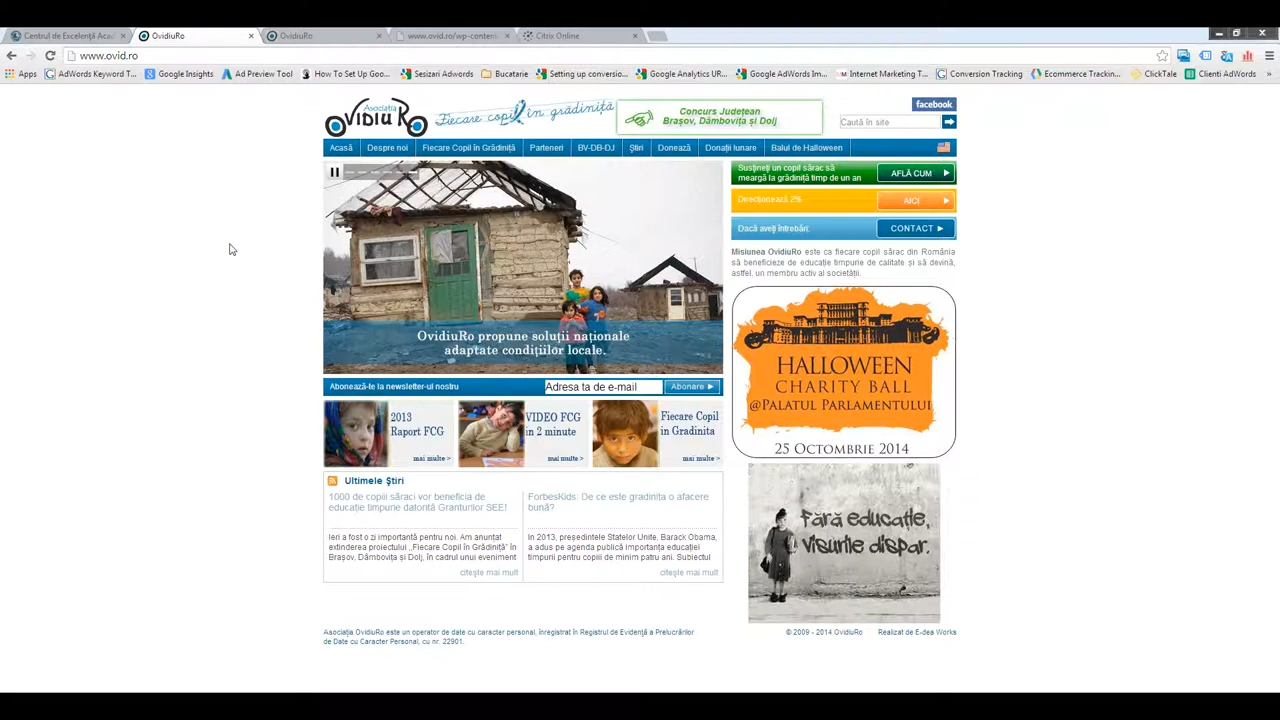 Centrul de Excelență Acad
OvidiuRo
OvidiuRo
www.ovid.ro/wp-conten
Citrix Online
www.ovid.ro
Apps
AdWords Keyword T...
Google Insights
Ad Preview Tool
How To Set Up Goo...
Sesizari Adwords
Bucatarie
Setting up conversio...
Google Analytics UR...
Google AdWords Im...
Internet Marketing T...
Conversion Tracking
Ecommerce Trackin...
ClickTale
Clienti AdWords
»
Asociația
OVIDIU RO
Fiecare copil în grădiniță
Concurs Județean
Brașov, Dâmbovița și Dolj
facebook
Caută în site
Acasă
Despre noi
Fiecare Copil în Grădiniță
Parteneri
BV-DB-DJ
Știri
Donează
Donații lunare
Balul de Halloween
OvidiuRo propune soluții naționale
adaptate condițiilor locale.
Susțineți un copil sărac să
meargă la grădiniță timp de un an
AFLĂ CUM
Direcționează 2%
AICI
Dacă aveți întrebări:
CONTACT
Misiunea OvidiuRo este ca fiecare copil sărac din România
să beneficieze de educație timpurie de calitate și să devină,
astfel, un membru activ al societății.
HALLOWEEN
CHARITY BALL
@PALATUL PARLAMENTULUI
25 OCTOMBRIE 2014
Abonează-te la newsletter-ul nostru
Adresa ta de e-mail
Abonare
2013
Raport FCG
mai multe >
VIDEO FCG
in 2 minute
mai multe >
Fiecare Copil
in Gradinita
mai multe >
Ultimele Știri
1000 de copiii săraci vor beneficia de
educație timpurie datorită Granturilor SEE!
Ieri a fost o zi importantă pentru noi. Am anunțat
extinderea proiectului „Fiecare Copil în Grădiniță” în
Brașov, Dâmbovița și Dolj, în cadrul unui eveniment
citește mai mult
ForbesKids: De ce este gradinița o afacere
bună?
In 2013, președintele Statelor Unite, Barack Obama,
a adus pe agenda publică importanța educației
timpurii pentru copiii de minim patru ani. Subiectul
citește mai mult
Fără educație,
visurile dispar.
Asociația OvidiuRo este un operator de date cu caracter personal, înregistrat în Registrul de Evidență a Prelucrărilor
de Date cu Caracter Personal, cu nr. 22901.
© 2009 - 2014 OvidiuRo
Realizat de E-dea Works